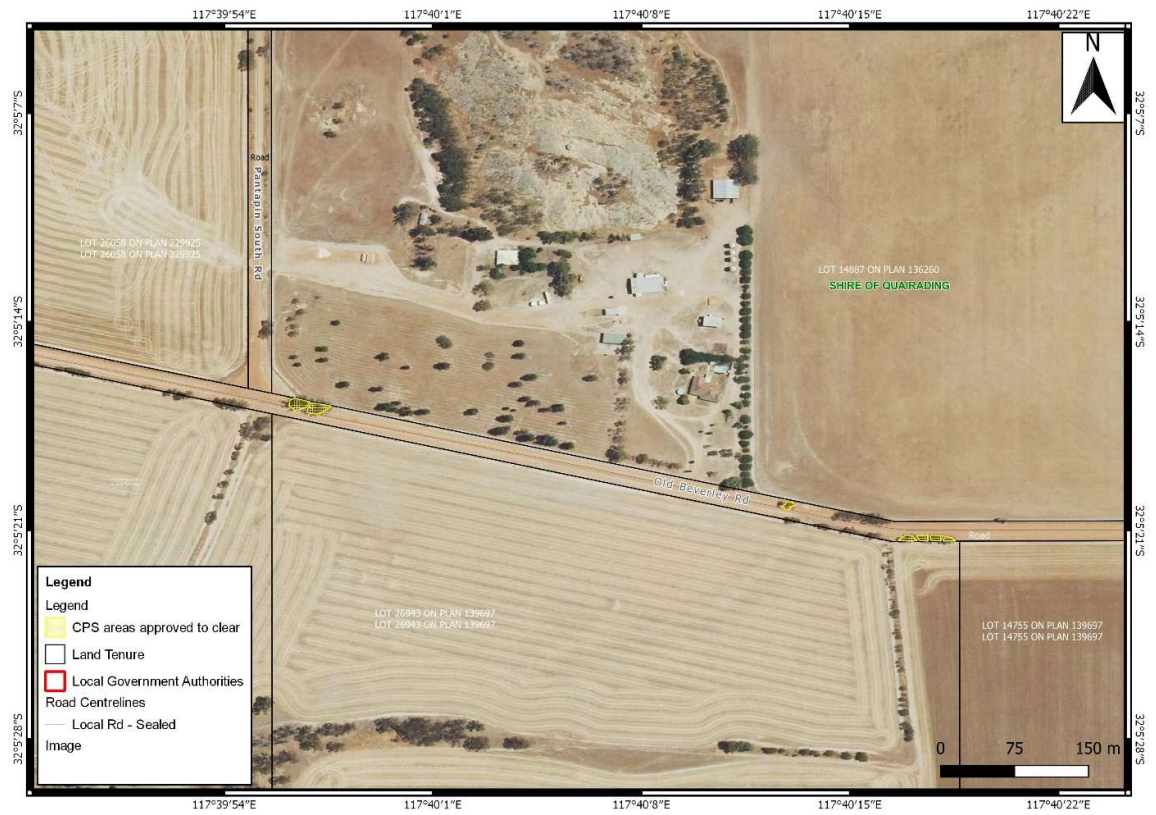 117°39'54"E 117°40'1"E 117°40'8"E 117°40'15"E 117°40'22"E
N
32°5'7"S
32°5'7"S
Road
Pantapin South Rd
LOT 26058 ON PLAN 229925
LOT 26058 ON PLAN 229925
LOT 14887 ON PLAN 136260
SHIRE OF QUAIRADING
32°5'14"S
32°5'14"S
Old Beverley Rd
Road
32°5'21"S
32°5'21"S
LOT 26943 ON PLAN 139697
LOT 26943 ON PLAN 139697
LOT 14755 ON PLAN 139697
LOT 14755 ON PLAN 139697
Legend
Legend
CPS areas approved to clear
Land Tenure
Local Government Authorities
Road Centrelines
Local Rd - Sealed
Image
32°5'28"S
32°5'28"S
0 75 150 m
117°39'54"E 117°40'1"E 117°40'8"E 117°40'15"E 117°40'22"E